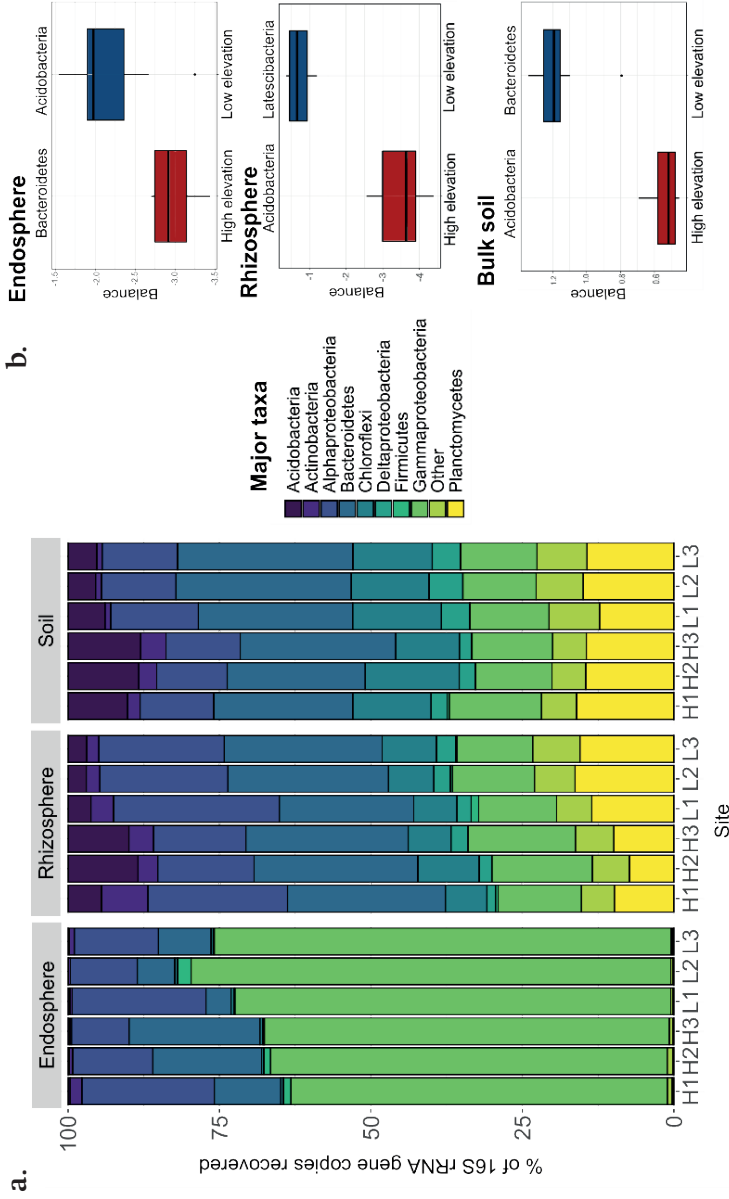 a.
% of 16S rRNA gene copies recovered
100
75
50
25
0
Endosphere
Rhizosphere
Soil
H1 H2 H3 L1 L2 L3
H1 H2 H3 L1 L2 L3
H1 H2 H3 L1 L2 L3
Site
Major taxa
Acidobacteria
Actinobacteria
Alphaproteobacteria
Bacteroidetes
Chloroflexi
Deltaproteobacteria
Firmicutes
Gammaproteobacteria
Other
Planctomycetes
b.
Endosphere
Bacteroidetes
Acidobacteria
Balance
-1.5
-2.0
-2.5
-3.0
-3.5
High elevation
Low elevation
Rhizosphere
Acidobacteria
Latescibacteria
Balance
-1
-2
-3
-4
High elevation
Low elevation
Bulk soil
Acidobacteria
Bacteroidetes
Balance
1.2
1.0
0.8
0.6
High elevation
Low elevation